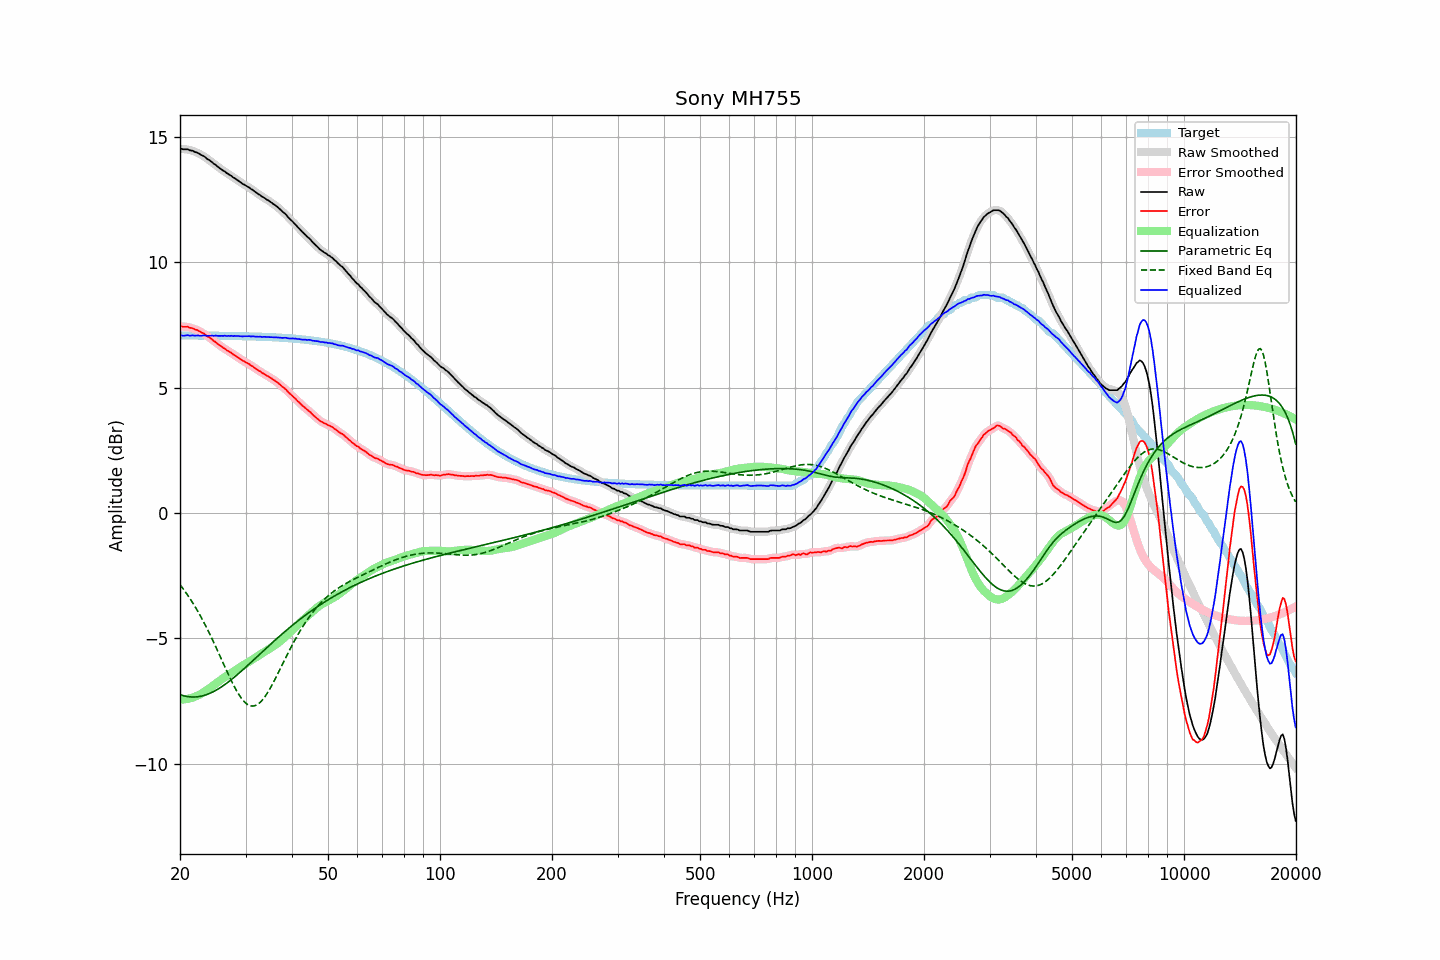 Sony MH755
Amplitude (dBr)
15
10
5
0
−5
−10
20
50
100
200
500
1000
2000
5000
10000
20000
Frequency (Hz)
Target
Raw Smoothed
Error Smoothed
Raw
Error
Equalization
Parametric Eq
Fixed Band Eq
Equalized